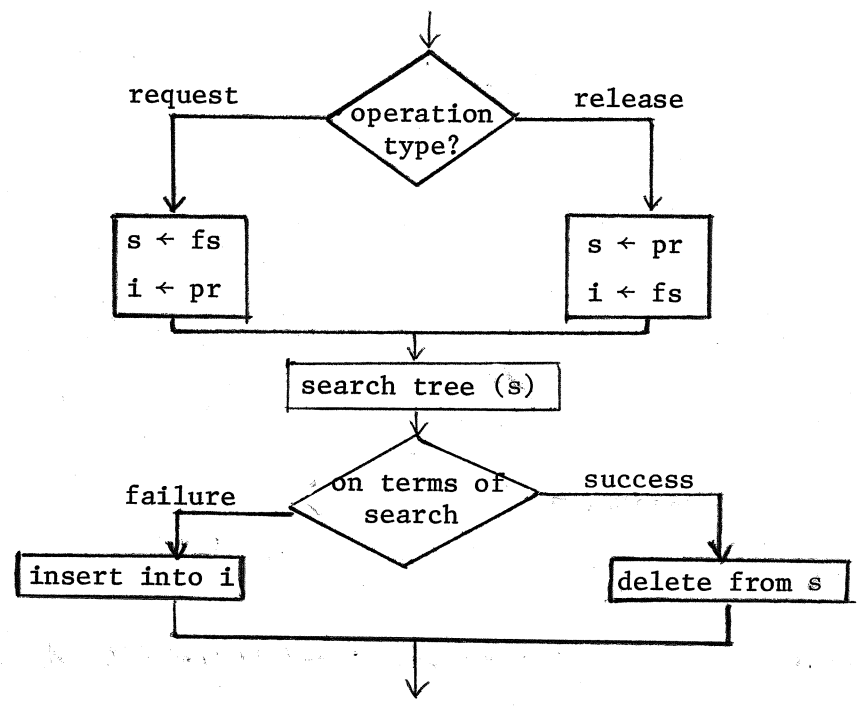 request
operation
type?
release
s ← fs
i ← pr
s ← pr
i ← fs
search tree (s)
on terms of
search
failure
success
insert into i
delete from s